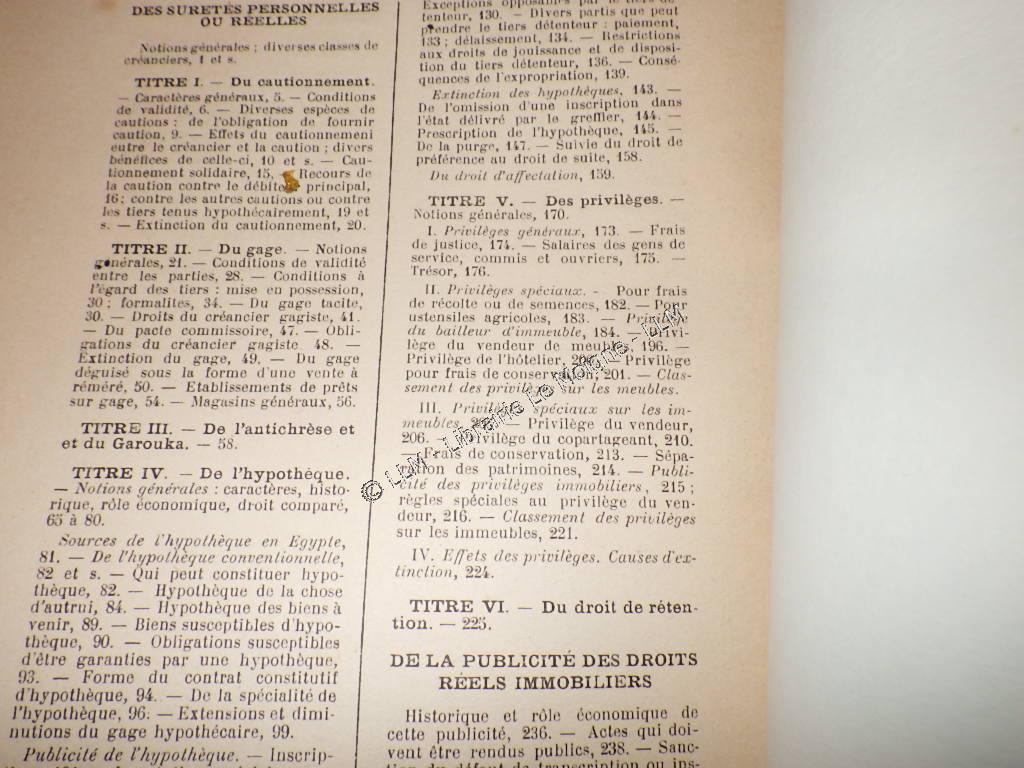 DES SURETÉS PERSONNELLES
OU RÉELLES
Notions générales ; diverses classes de
créanciers, 1 et s.
TITRE I. — Du cautionnement.
— Caractères généraux, 5. — Conditions
de validité, 6. — Diverses espèces de
cautions : de l'obligation de fournir
caution, 9. — Effets du cautionnement
entre le créancier et la caution ; divers
bénéfices de celle-ci, 10 et s. — Cau-
tionnement solidaire, 15. — Recours de
la caution contre le débiteur principal,
16; contre les autres cautions ou contre
les tiers tenus hypothécairement, 19 et
s. — Extinction du cautionnement, 20.
TITRE II. — Du gage. — Notions
générales, 21. — Conditions de validité
entre les parties, 28. — Conditions à
l'égard des tiers : mise en possession,
30 ; formalites, 34. — Du gage tacite,
30. — Droits du créancier gagiste, 41.
— Du pacte commissoire, 47. — Obli-
gations du créancier gagiste 48. —
Extinction du gage, 49. — Du gage
déguisé sous la forme d'une vente à
réméré, 50. — Etablissements de prêts
sur gage, 54. — Magasins généraux, 56.
TITRE III. — De l'antichrèse et
et du Garouka. — 58.
TITRE IV. — De l'hypothèque.
— Notions générales : caractères, histo-
rique, rôle économique, droit comparé,
65 à 80.
Sources de l'hypothèque en Egypte,
81. — De l'hypothèque conventionnelle,
82 et s. — Qui peut constituer hypo-
thèque, 82. — Hypothèque de la chose
d'autrui, 84. — Hypothèque des biens à
venir, 89. — Biens susceptibles d'hypo-
thèque, 90. — Obligations susceptibles
d'être garanties par une hypothèque,
93. — Forme du contrat constitutif
d'hypothèque, 94. — De la spécialité de
l'hypothèque, 96. — Extensions et dimi-
nutions du gage hypothécaire, 99.
Publicité de l'hypothèque. — Inscrip-
Exceptions opposables par le tiers dé-
tenteur, 130. — Divers partis que peut
prendre le tiers détenteur : paiement,
133 ; délaissement, 134. — Restrictions
aux droits de jouissance et de disposi-
tion du tiers détenteur, 136. — Consé-
quences de l'expropriation, 139.
Extinction des hypothèques, 143. —
De l'omission d'une inscription dans
l'état délivré par le greffier, 144. —
Prescription de l'hypothèque, 145. —
De la purge, 147. — Suivie du droit de
préférence au droit de suite, 158.
Du droit d'affectation, 159.
TITRE V. — Des privilèges. —
Notions générales, 170.
I. Privilèges généraux, 173. — Frais
de justice, 174. — Salaires des gens de
service, commis et ouvriers, 175. —
Trésor, 176.
II. Privilèges spéciaux. - Pour frais
de récolte ou de semences, 182. — Pour
ustensiles agricoles, 183. — Privilège
du bailleur d'immeuble, 184. — Privi-
lège du vendeur de meubles, 196. —
Privilège de l'hôtelier, — Privilège
pour frais de conservation, 201. — Clas-
sement des privilèges sur les meubles.
III. Privilèges spéciaux sur les im-
meubles, — Privilège du vendeur,
206. — Privilège du copartageant, 210.
— Frais de conservation, 213. — Sépa-
ration des patrimoines, 214. — Publi-
cité des privilèges immobiliers, 215 ;
règles spéciales au privilège du ven-
deur, 216. — Classement des privilèges
sur les immeubles, 221.
IV. Effets des privilèges. Causes d'ex-
tinction, 224.
TITRE VI. — Du droit de réten-
tion. — 225.
DE LA PUBLICITÉ DES DROITS
RÉELS IMMOBILIERS
Historique et rôle économique de
cette publicité, 236. — Actes qui doi-
vent être rendus publics, 238. — Sanc-
tion du défaut de transcription ou ins-
© LLM - Librairie Le Moigne - LLM